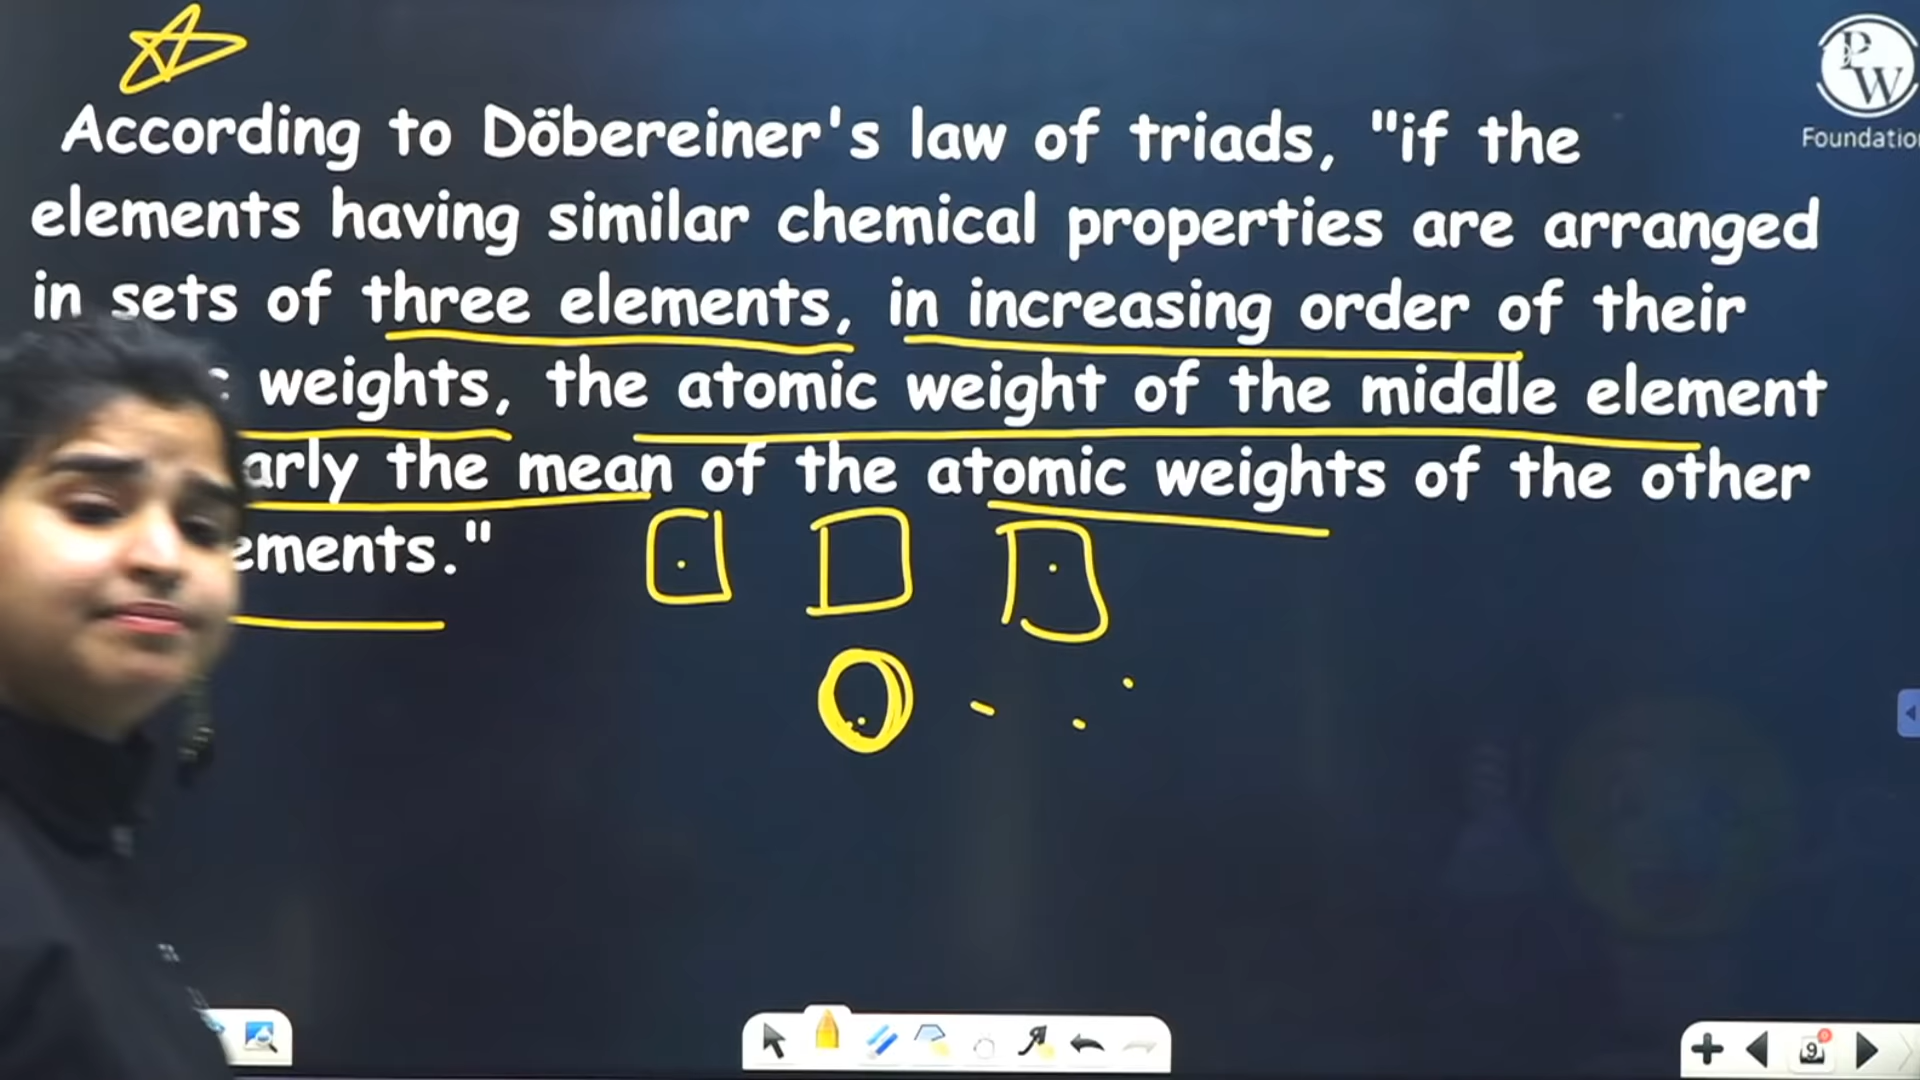 PW
Foundation
According to Döbereiner's law of triads, "if the
elements having similar chemical properties are arranged
in sets of three elements, in increasing order of their
weights, the atomic weight of the middle element
the mean of the atomic weights of the other
"
9